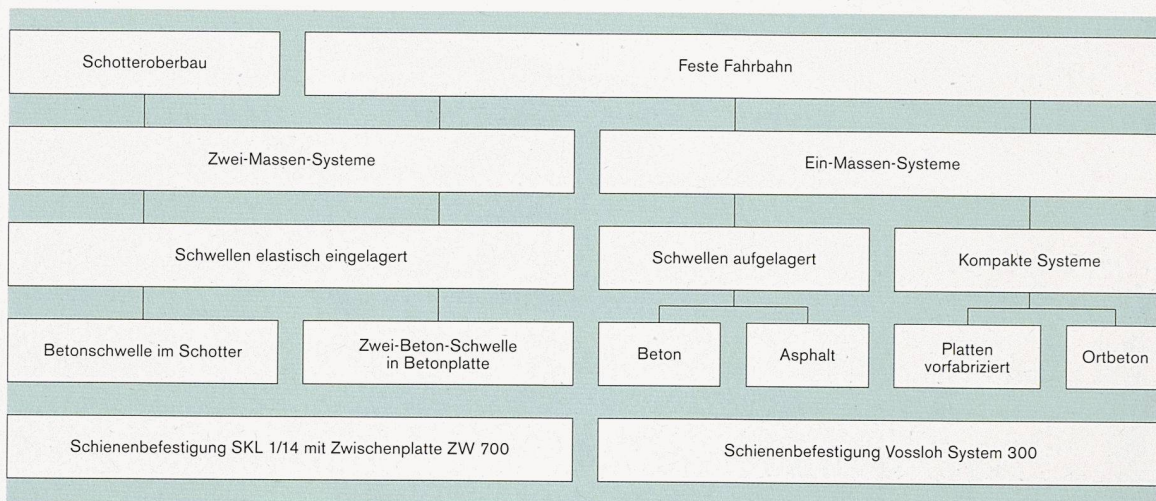 Schotteroberbau
Feste Fahrbahn
Zwei-Massen-Systeme
Ein-Massen-Systeme
Schwellen elastisch eingelagert
Schwellen aufgelagert
Kompakte Systeme
Betonschwelle im Schotter
Zwei-Beton-Schwelle
in Betonplatte
Beton
Asphalt
Platten
vorfabriziert
Ortbeton
Schienenbefestigung SKL 1/14 mit Zwischenplatte ZW 700
Schienenbefestigung Vossloh System 300